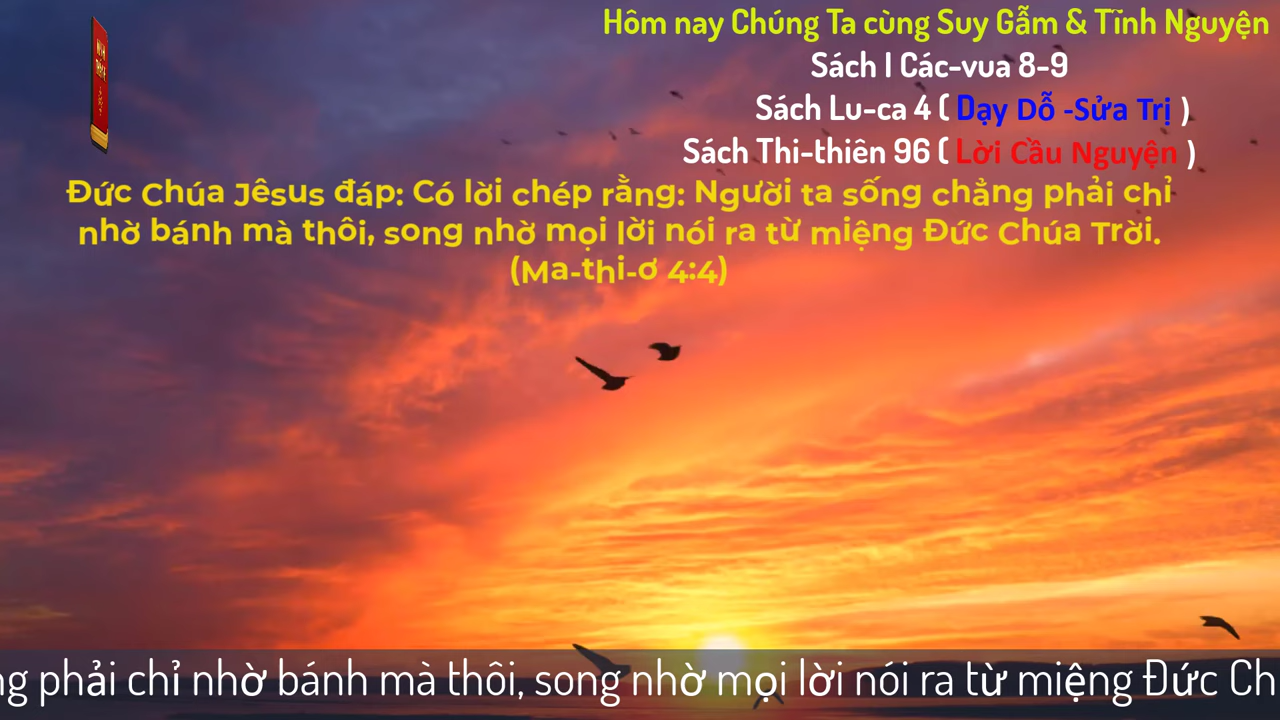 Hôm nay Chúng Ta cùng Suy Gẫm & Tĩnh Nguyện
Sách I Các-vua 8-9
Sách Lu-ca 4 ( Dạy Dỗ -Sửa Trị )
Sách Thi-thiên 96 ( Lời Cầu Nguyện )
Đức Chúa Jêsus đáp: Có lời chép rằng: Người ta sống chẳng phải chỉ
nhờ bánh mà thôi, song nhờ mọi lời nói ra từ miệng Đức Chúa Trời.
(Ma-thi-ơ 4:4)
ng phải chỉ nhờ bánh mà thôi, song nhờ mọi lời nói ra từ miệng Đức Ch